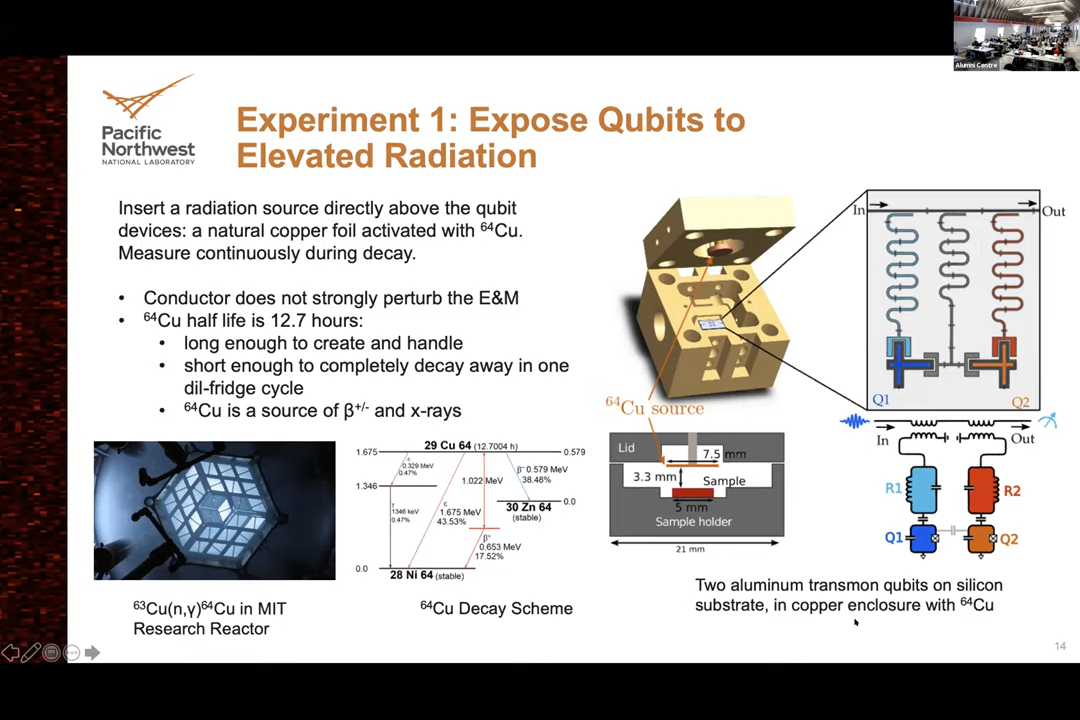 Alumni Centre
Pacific
Northwest
NATIONAL LABORATORY
Experiment 1: Expose Qubits to
Elevated Radiation
Insert a radiation source directly above the qubit
devices: a natural copper foil activated with ⁶⁴Cu.
Measure continuously during decay.
• Conductor does not strongly perturb the E&M
• ⁶⁴Cu half life is 12.7 hours:
• long enough to create and handle
• short enough to completely decay away in one
dil-fridge cycle
• ⁶⁴Cu is a source of β⁺/⁻ and x-rays
⁶³Cu(n,γ)⁶⁴Cu in MIT
Research Reactor
29 Cu 64 (12.7004 h)
1.675
0.579
ε
0.329 MeV
0.47%
β⁻ 0.579 MeV
38.48%
1.022 MeV
1.346
0.0
30 Zn 64
(stable)
γ
1346 keV
0.47%
ε
1.675 MeV
43.53%
β⁺
0.653 MeV
17.52%
0.0
28 Ni 64 (stable)
⁶⁴Cu Decay Scheme
⁶⁴Cu source
Lid
7.5 mm
3.3 mm
Sample
5 mm
Sample holder
21 mm
In
Out
Q1
Q2
In
Out
R1
R2
Q1
Q2
Two aluminum transmon qubits on silicon
substrate, in copper enclosure with ⁶⁴Cu
14